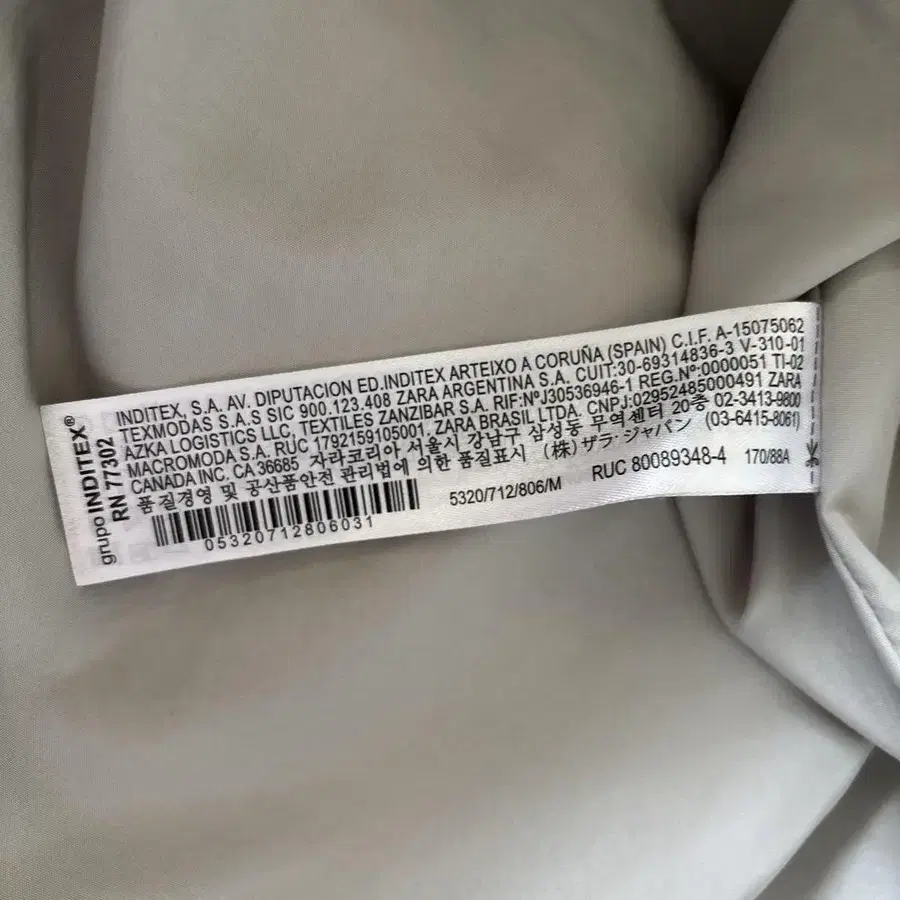 grupo INDITEX®
RN 77302
INDITEX, S.A. AV. DIPUTACION ED.INDITEX ARTEIXO A CORUÑA (SPAIN) C.I.F. A-15075062
TEXMODAS S.A.S SIC 900.123.408 ZARA ARGENTINA S.A. CUIT:30-69314836-3 V-310-01
AZKA LOGISTICS LLC, TEXTILES ZANZIBAR S.A. RIF:NºJ30536946-1 REG.Nº:0000051 TI-02
MACROMODA S.A. RUC 1792159105001, ZARA BRASIL LTDA. CNPJ:02952485000491 ZARA
CANADA INC. CA 36685 자라코리아 서울시 강남구 삼성동 무역센터 20층 02-3413-9800
품질경영 및 공산품안전 관리법에 의한 품질표시 (株) ザラ・ジャパン (03-6415-8061)
05320712806031
5320/712/806/M
RUC 80089348-4
170/88A